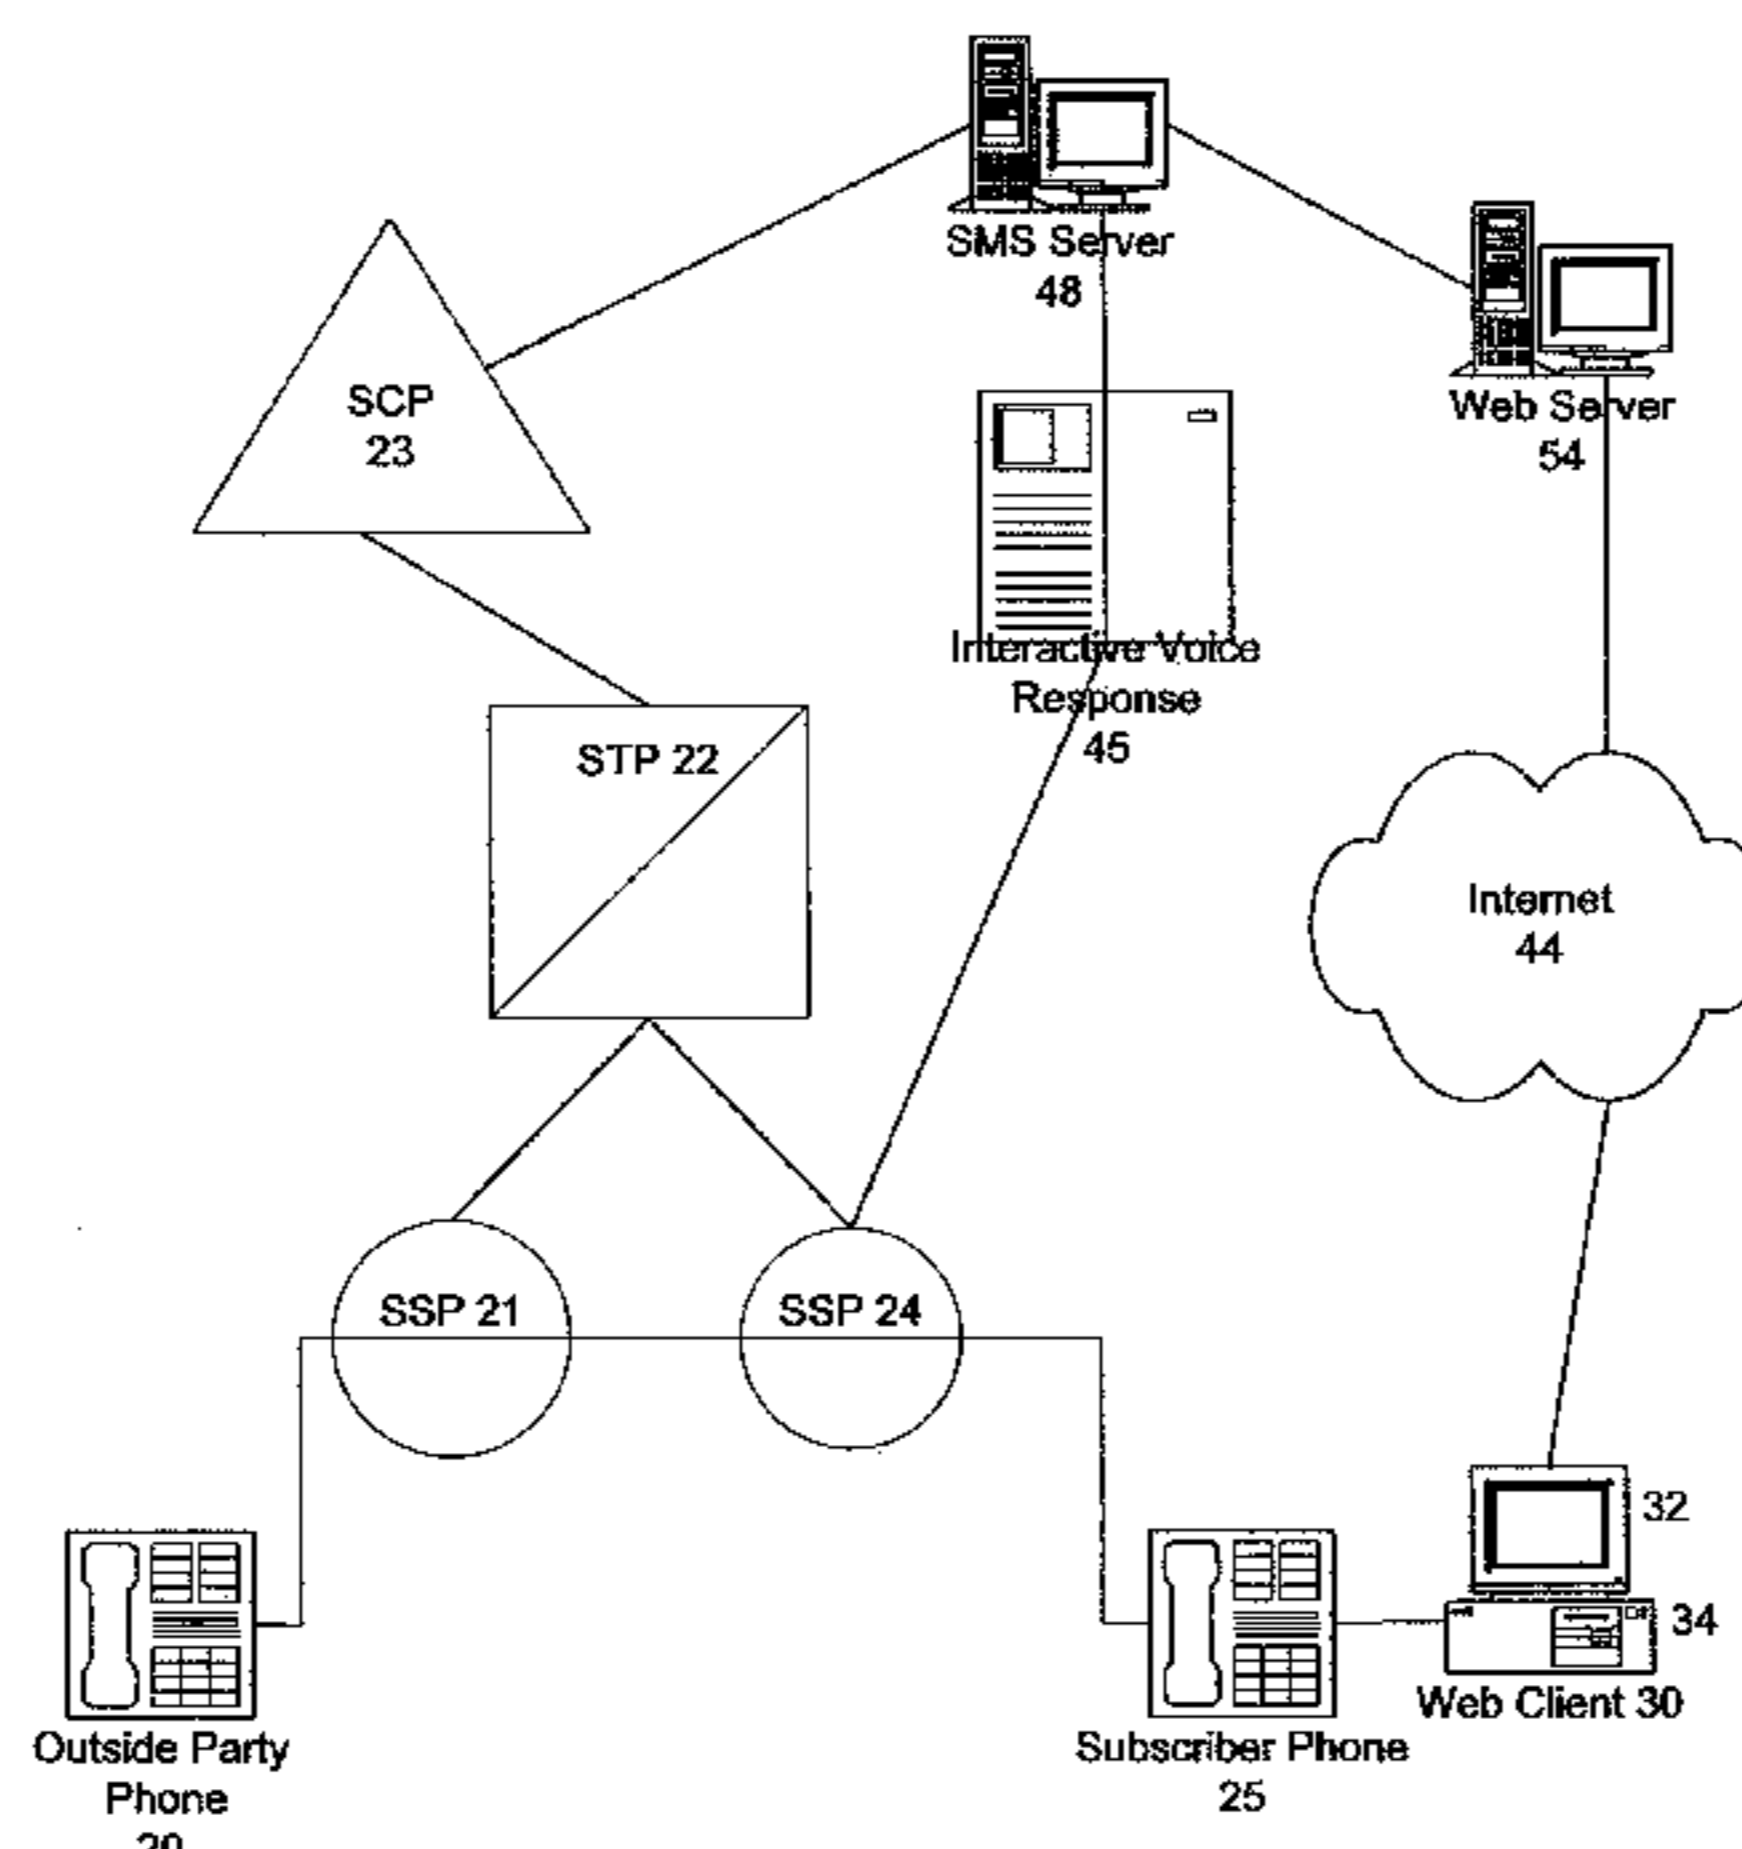 SMS Server
48
SCP
23
Web Server
54
Interactive Voice
Response
45
STP 22
Internet
44
SSP 21
SSP 24
32
34
Web Client 30
Outside Party
Phone
Subscriber Phone
25